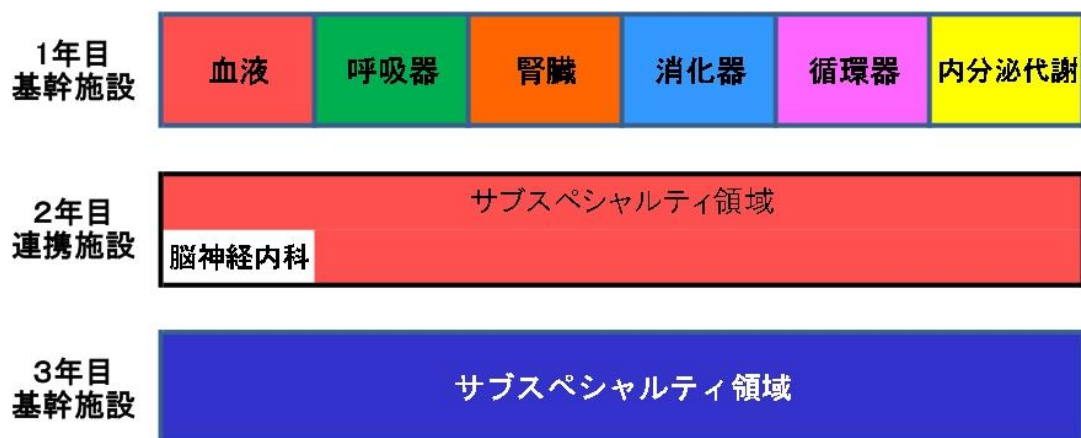 1年目
基幹施設
血液 呼吸器 腎臓 消化器 循環器 内分泌代謝
2年目
連携施設
サブスペシャルティ領域
脳神経内科
3年目
基幹施設
サブスペシャルティ領域